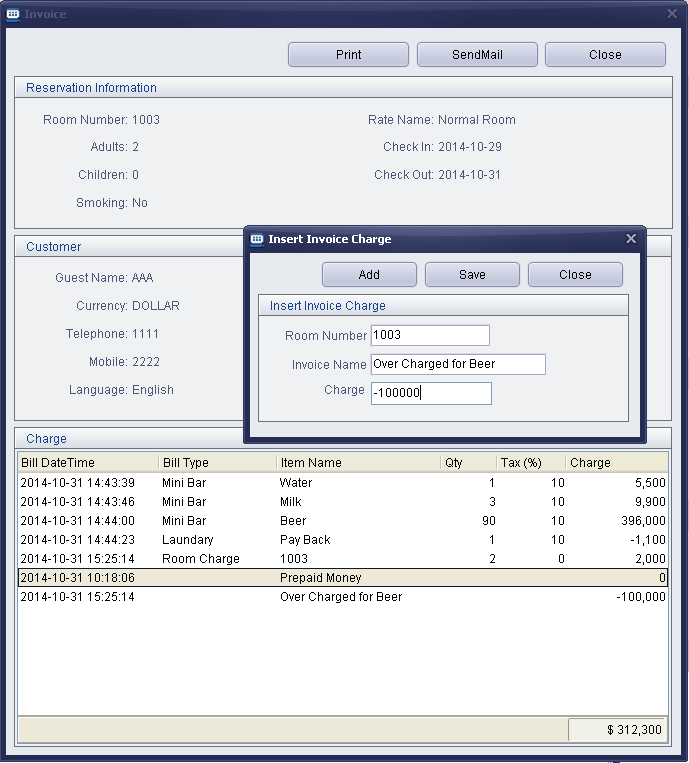 Invoice
Print SendMail Close
Reservation Information
Room Number: 1003 Rate Name: Normal Room
Adults: 2 Check In: 2014-10-29
Children: 0 Check Out: 2014-10-31
Smoking: No
Customer
Guest Name: AAA
Currency: DOLLAR
Telephone: 1111
Mobile: 2222
Language: English
Insert Invoice Charge
Add Save Close
Insert Invoice Charge
Room Number 1003
Invoice Name Over Charged for Beer
Charge -100000
Charge
Bill DateTime Bill Type Item Name Qty Tax (%) Charge
2014-10-31 14:43:39 Mini Bar Water 1 10 5,500
2014-10-31 14:43:46 Mini Bar Milk 3 10 9,900
2014-10-31 14:44:00 Mini Bar Beer 90 10 396,000
2014-10-31 14:44:23 Laundary Pay Back 1 10 -1,100
2014-10-31 15:25:14 Room Charge 1003 2 0 2,000
2014-10-31 10:18:06 Prepaid Money 0
2014-10-31 15:25:14 Over Charged for Beer -100,000
$ 312,300